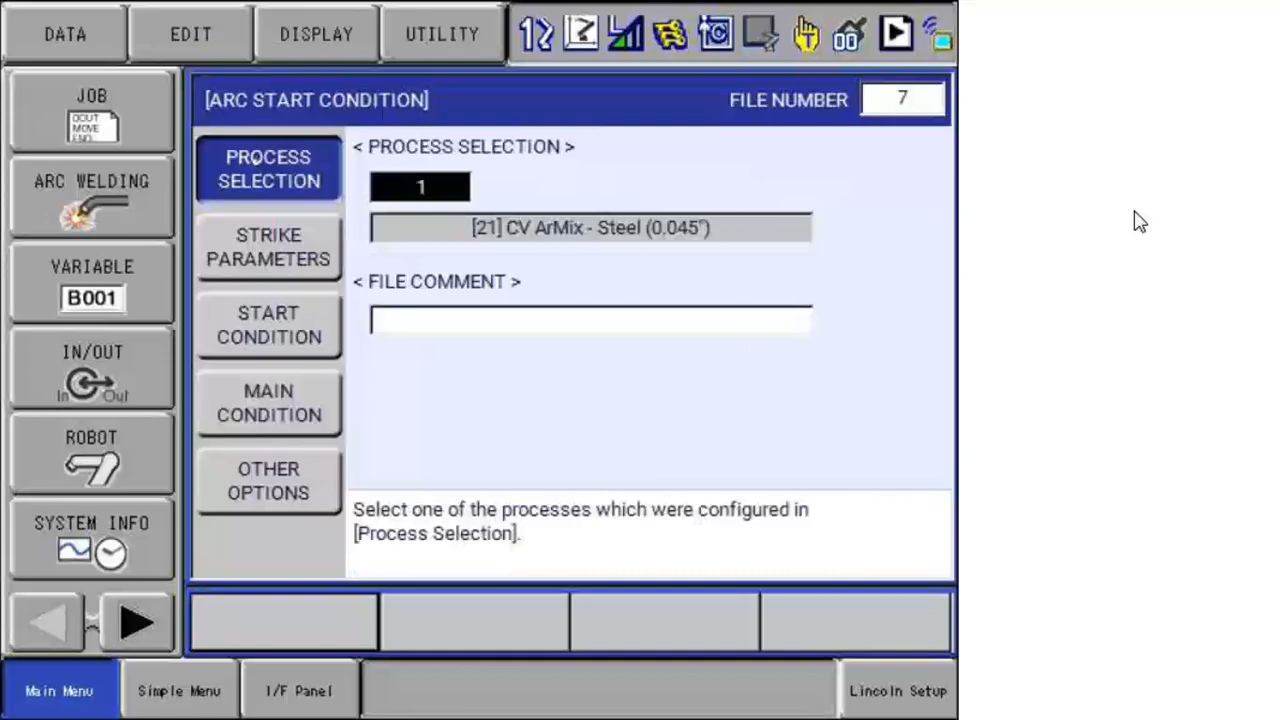 DATA
EDIT
DISPLAY
UTILITY
JOB
DOUT
MOVE
END
ARC WELDING
VARIABLE
B001
IN/OUT
In
Out
ROBOT
SYSTEM INFO
[ARC START CONDITION]
FILE NUMBER
7
PROCESS
SELECTION
STRIKE
PARAMETERS
START
CONDITION
MAIN
CONDITION
OTHER
OPTIONS
< PROCESS SELECTION >
1
[21] CV ArMix - Steel (0.045")
< FILE COMMENT >
Select one of the processes which were configured in
[Process Selection].
Main Menu
Simple Menu
I/F Panel
Lincoln Setup